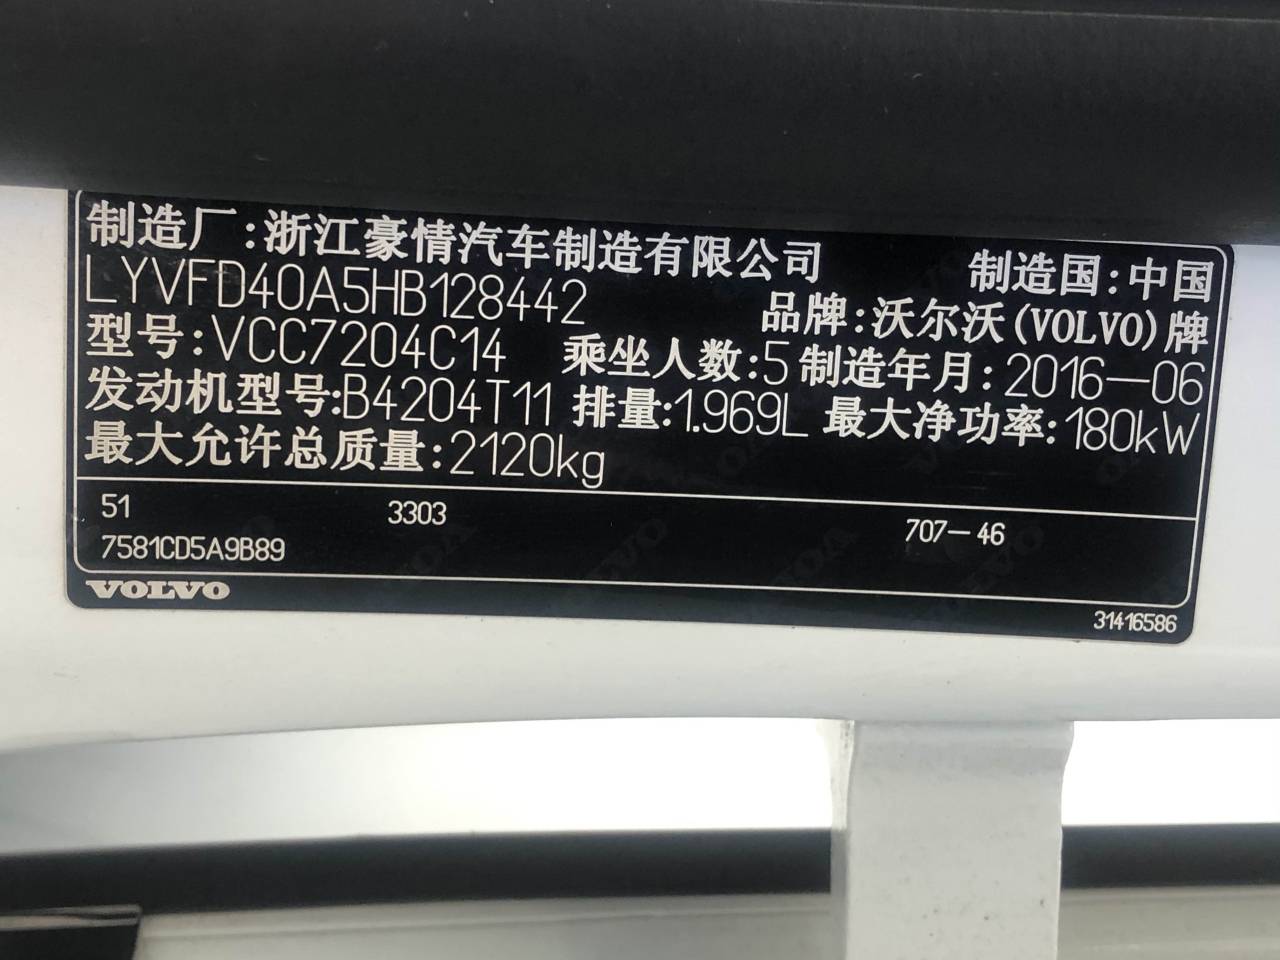 制造厂:浙江豪情汽车制造有限公司 制造国:中国
LYVFD40A5HB128442 品牌:沃尔沃(VOLVO)牌
型号:VCC7204C14 乘坐人数:5 制造年月:2016-06
发动机型号:B4204T11 排量:1.969L 最大净功率:180kW
最大允许总质量:2120kg
51 3303 707-46
7581CD5A9B89
VOLVO 31416586